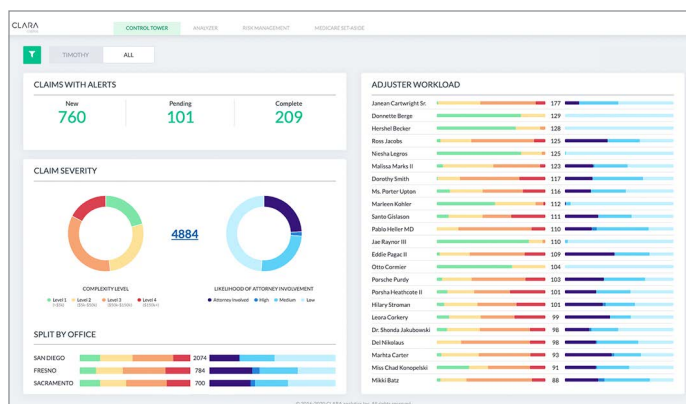 CLARA
CONTROL TOWER ANALYZER RISK MANAGEMENT MEDICARE SET-ASIDE
TIMOTHY ALL
CLAIMS WITH ALERTS
New Pending Complete
760 101 209
CLAIM SEVERITY
4884
COMPLEXITY LEVEL LIKELIHOOD OF ATTORNEY INVOLVEMENT
Level 1 Level 2 Level 3 Level 4 Attorney Involved High Medium Low
SPLIT BY OFFICE
SAN DIEGO 2074
FRESNO 784
SACRAMENTO 700
ADJUSTER WORKLOAD
Janean Cartwright Sr. 177
Donnette Berge 129
Hershel Becker 128
Ross Jacobs 125
Niesha Legros 125
Malissa Marks II 123
Dorothy Smith 117
Ms. Porter Upton 116
Marleen Kohler 112
Santo Gislason 111
Pablo Heller MD 110
Jae Raynor III 110
Eddie Pagac II 109
Otto Cormier 104
Porsche Purdy 103
Porsha Heathcote II 101
Hilary Stroman 101
Leora Corkery 99
Dr. Shonda Jakubowski 98
Del Nikolaus 98
Marhta Carter 93
Miss Chad Konopelski 91
Mikki Batz 88